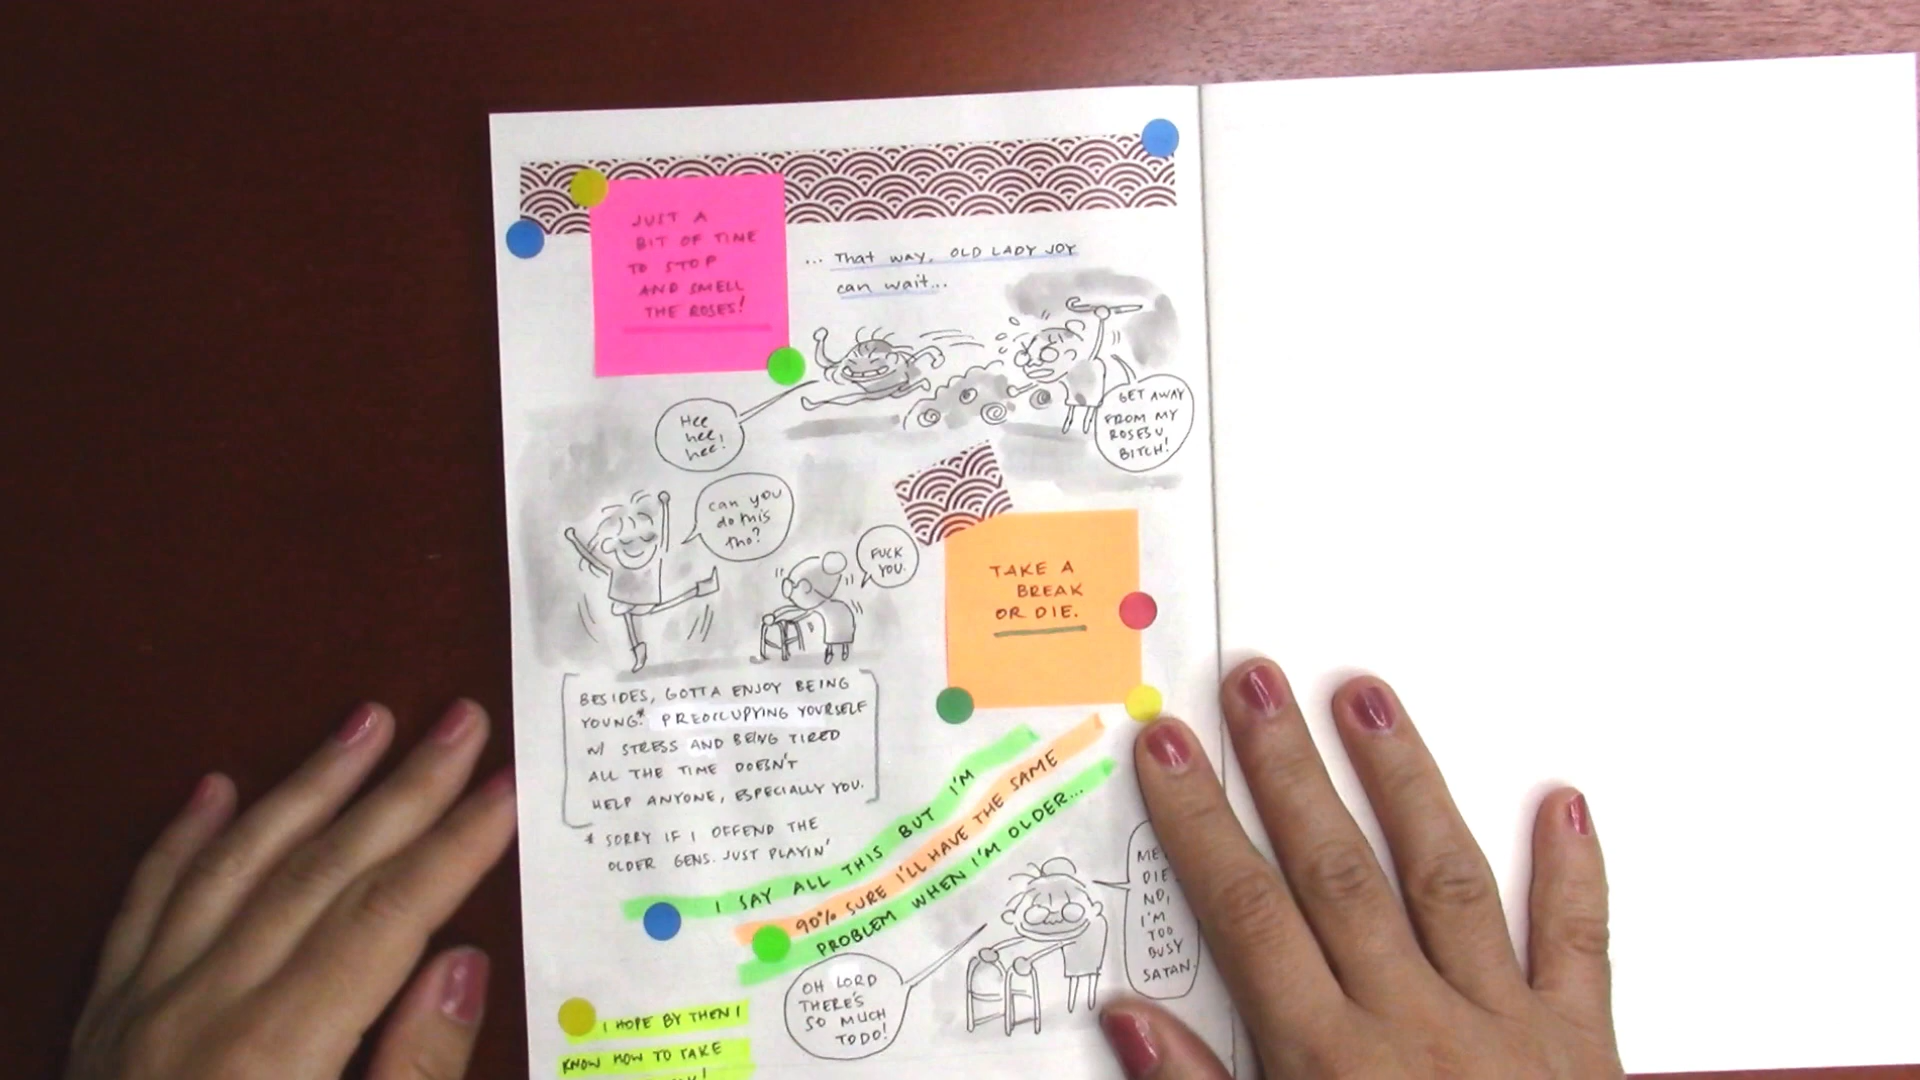 JUST A
BIT OF TIME
TO STOP
AND SMELL
THE ROSES!
... That way, OLD LADY JOY
can wait...
Hee
hee,
hee!
GET AWAY
FROM MY
ROSES U
BITCH!
can you
do this
tho?
FUCK
YOU.
TAKE A
BREAK
OR DIE.
BESIDES, GOTTA ENJOY BEING
YOUNG.* PREOCCUPYING YOURSELF
W/ STRESS AND BEING TIRED
ALL THE TIME DOESN'T
HELP ANYONE, ESPECIALLY YOU.
* SORRY IF I OFFEND THE
OLDER GENS. JUST PLAYIN'
I SAY ALL THIS BUT I'M
90% SURE I'LL HAVE THE SAME
PROBLEM WHEN I'M OLDER...
ME
DIE
NO,
I'M
TOO
BUSY
SATAN.
OH LORD
THERE'S
SO MUCH
TO DO!
I HOPE BY THEN I
KNOW HOW TO TAKE